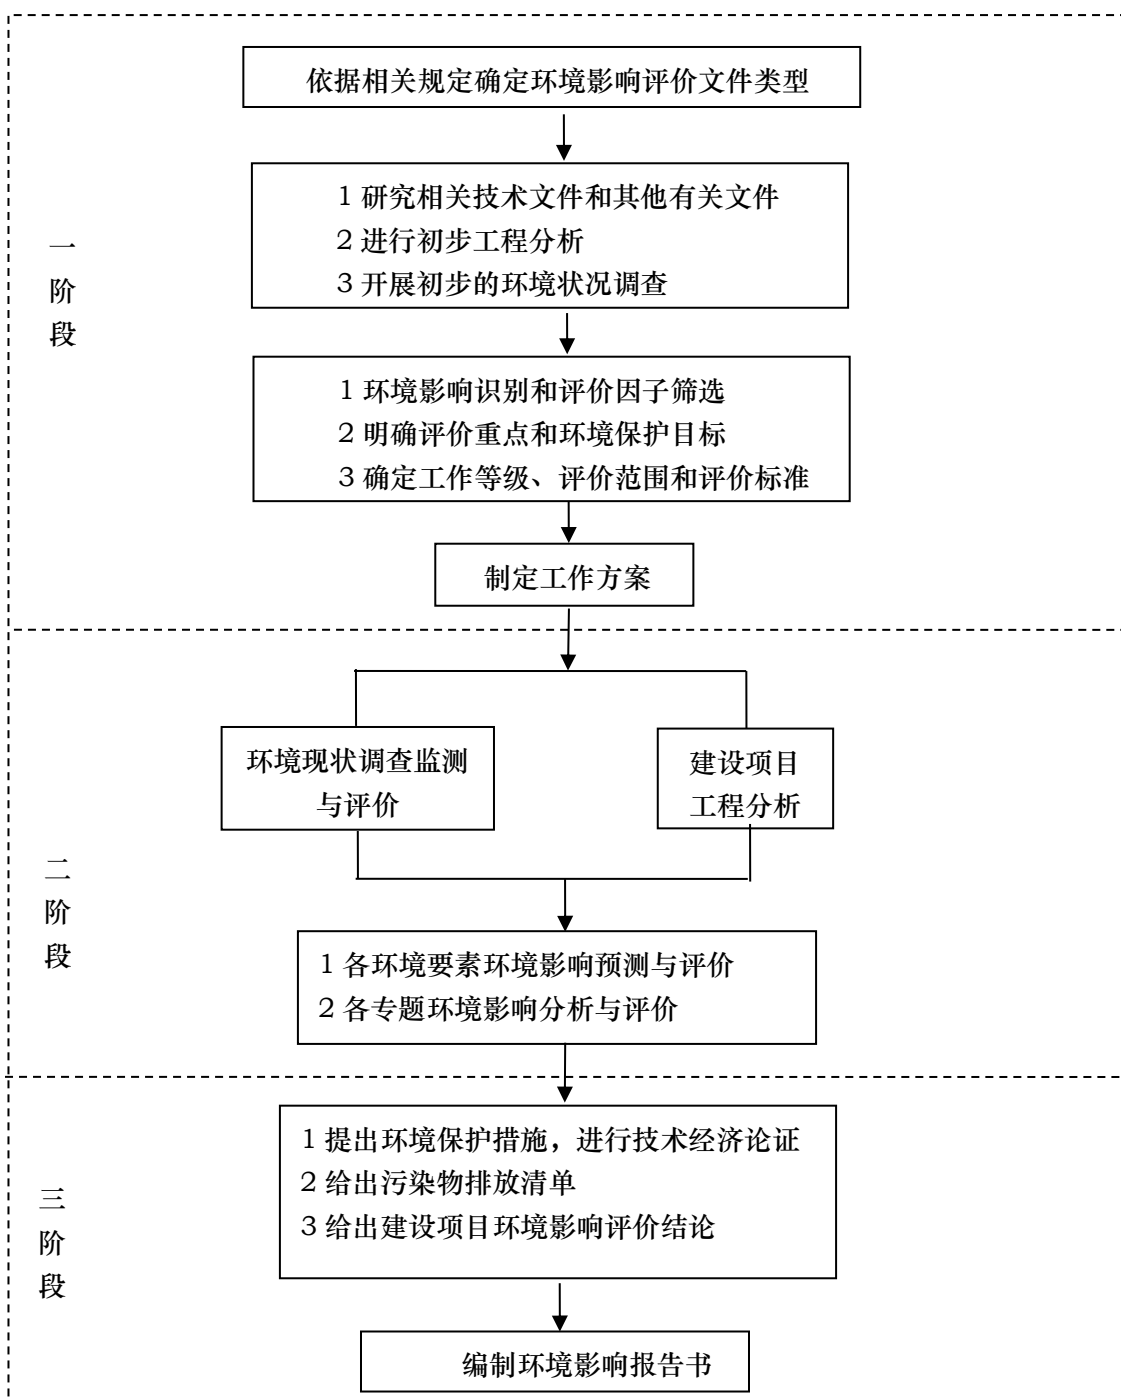 依据相关规定确定环境影响评价文件类型
1 研究相关技术文件和其他有关文件
2 进行初步工程分析
3 开展初步的环境状况调查
一
阶
段
1 环境影响识别和评价因子筛选
2 明确评价重点和环境保护目标
3 确定工作等级、评价范围和评价标准
制定工作方案
环境现状调查监测
与评价
建设项目
工程分析
二
阶
段
1 各环境要素环境影响预测与评价
2 各专题环境影响分析与评价
1 提出环境保护措施，进行技术经济论证
2 给出污染物排放清单
3 给出建设项目环境影响评价结论
三
阶
段
编制环境影响报告书